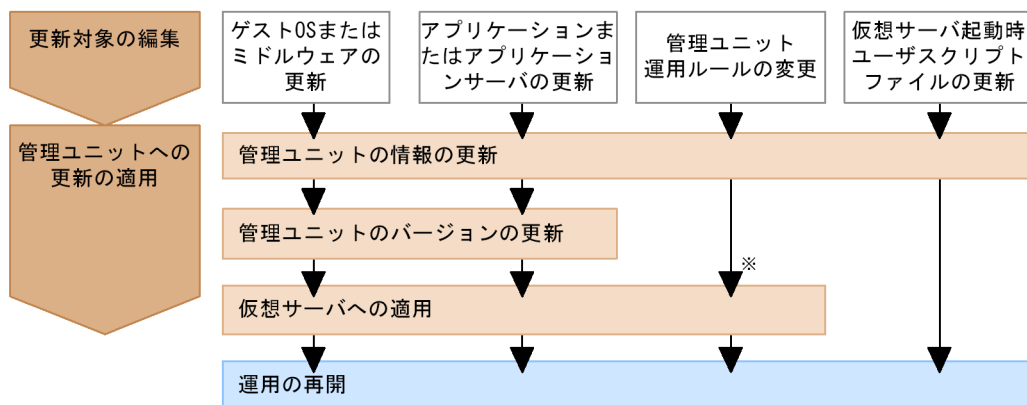 更新対象の編集
ゲストOSまたは
ミドルウェアの
更新
アプリケーションま
たはアプリケーショ
ンサーバの更新
管理ユニット
運用ルールの変更
仮想サーバ起動時
ユーザスクリプト
ファイルの更新
管理ユニットへの
更新の適用
管理ユニットの情報の更新
管理ユニットのバージョンの更新
※
仮想サーバへの適用
運用の再開